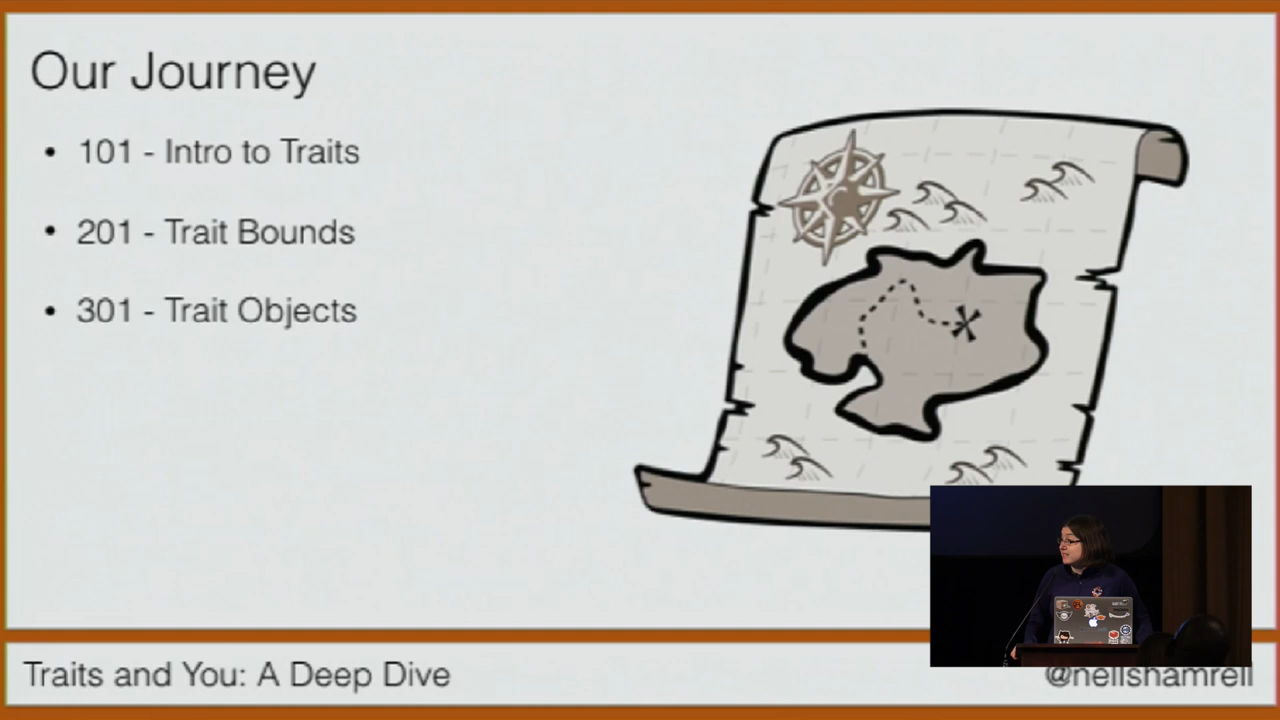 Our Journey
• 101 - Intro to Traits
• 201 - Trait Bounds
• 301 - Trait Objects
Traits and You: A Deep Dive
@nellshamrell